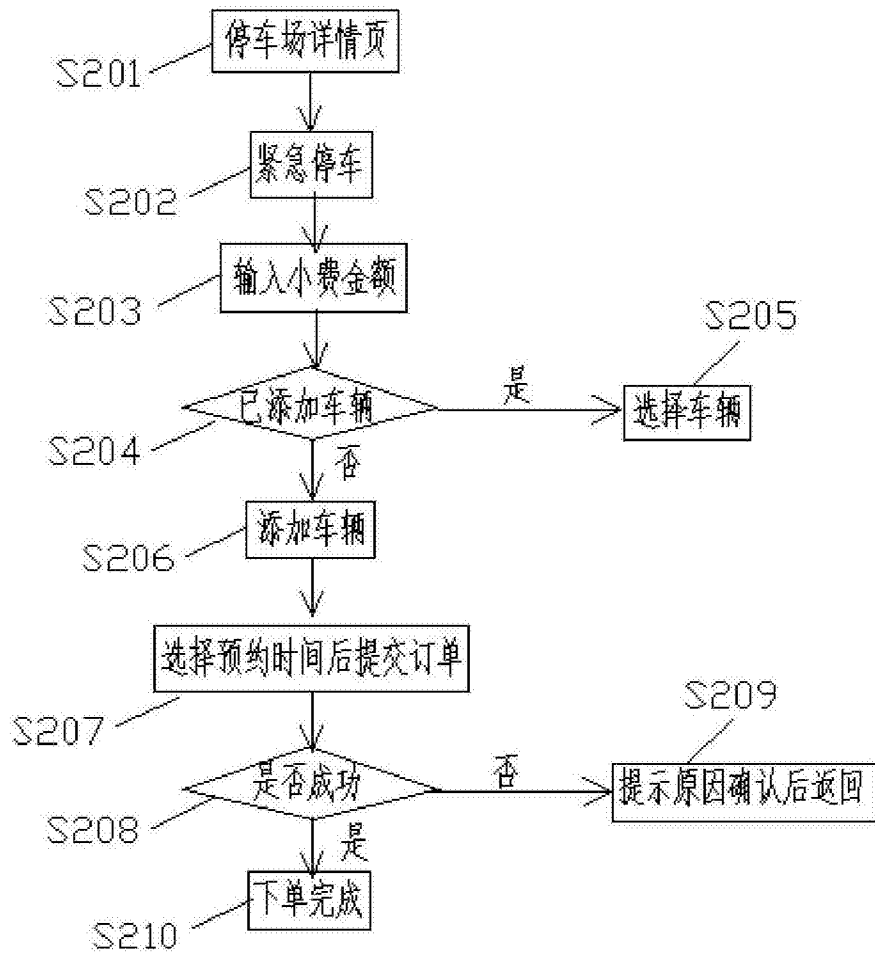 停车场详情页
S201
紧急停车
S202
输入小费金额
S203
已添加车辆
S204
是
S205
选择车辆
否
添加车辆
S206
选择预约时间后提交订单
S207
是否成功
S208
否
S209
提示原因确认后返回
是
下单完成
S210